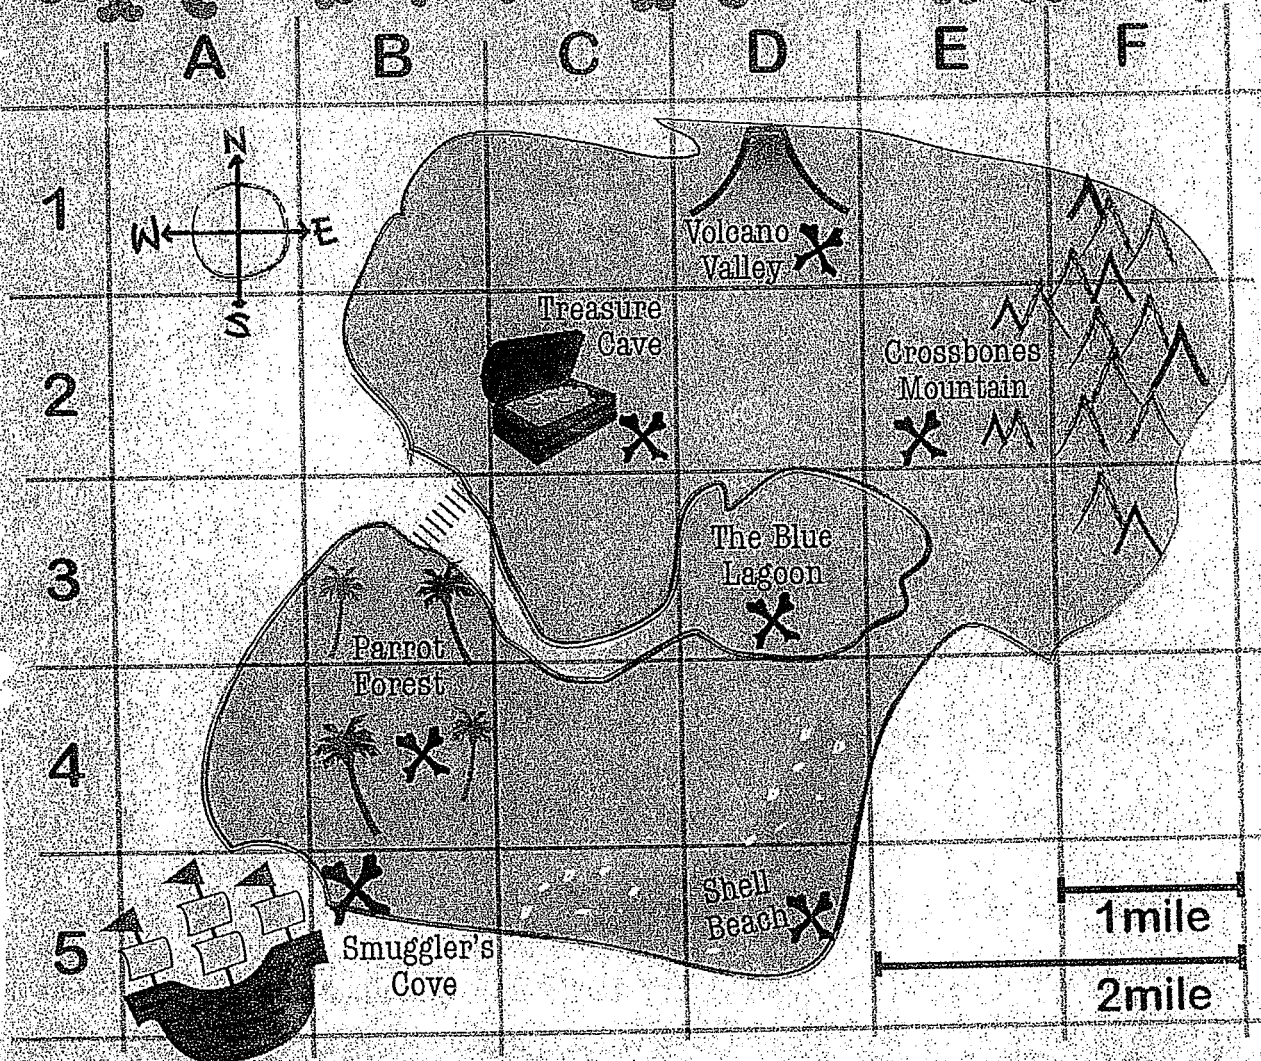 A B C D E F
N
W E
S
1
Volcano
Valley
Treasure
Cave
2
Crossbones
Mountain
3
The Blue
Lagoon
Parrot
Forest
4
5
Shell
Beach
Smuggler's
Cove
1mile
2mile